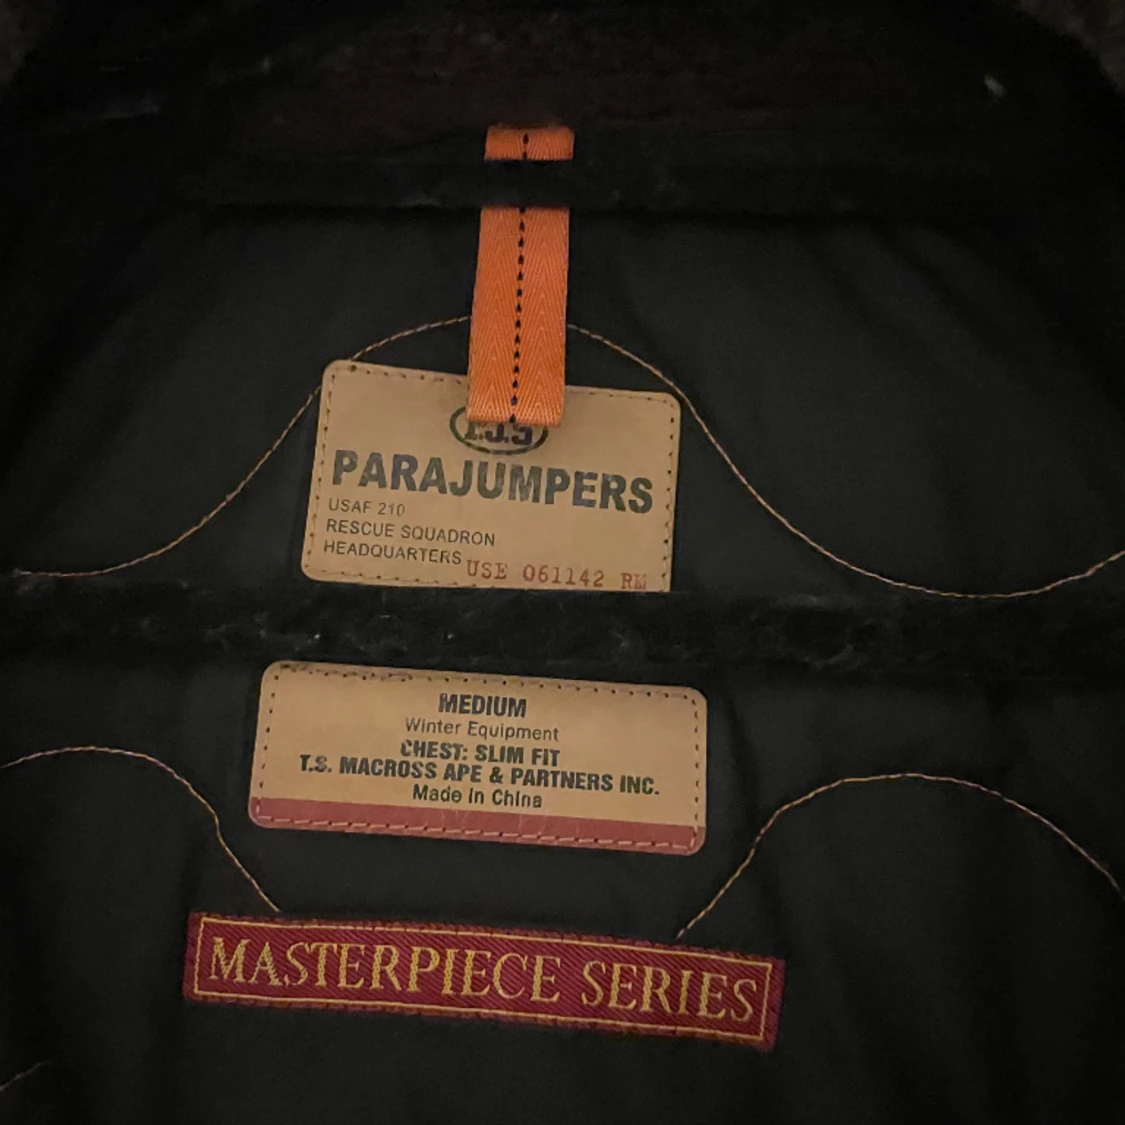 P.J.S
PARAJUMPERS
USAF 210
RESCUE SQUADRON
HEADQUARTERS
USE 061142 RM
MEDIUM
Winter Equipment
CHEST: SLIM FIT
T.S. MACROSS APE & PARTNERS INC.
Made in China
MASTERPIECE SERIES